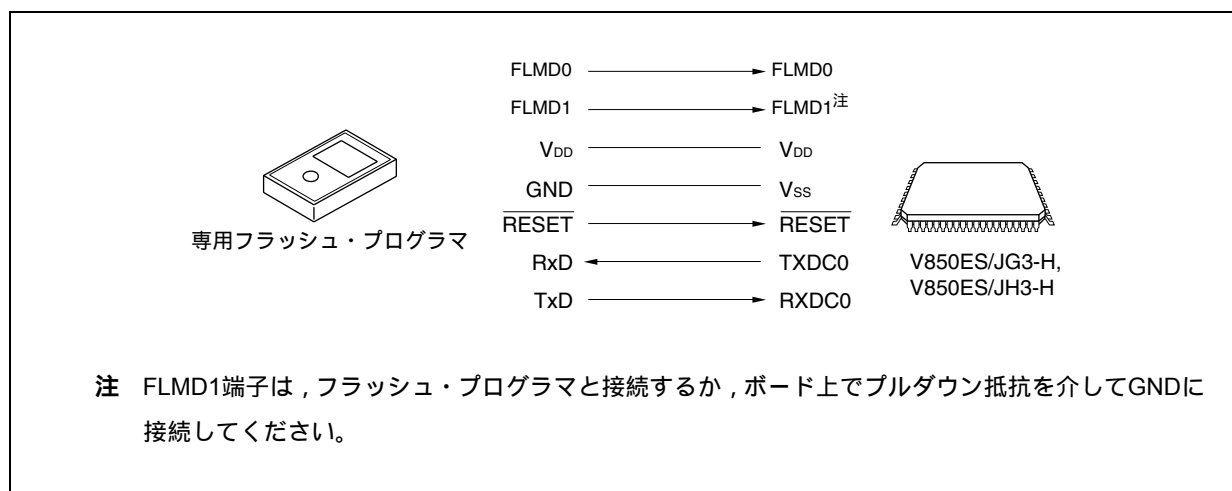 FLMD0 FLMD0
FLMD1 FLMD1注
VDD VDD
GND VSS
RESET RESET
RxD TXDC0
TxD RXDC0
専用フラッシュ・プログラマ
V850ES/JG3-H,
V850ES/JH3-H
注 FLMD1端子は,フラッシュ・プログラマと接続するか,ボード上でプルダウン抵抗を介してGNDに
接続してください。